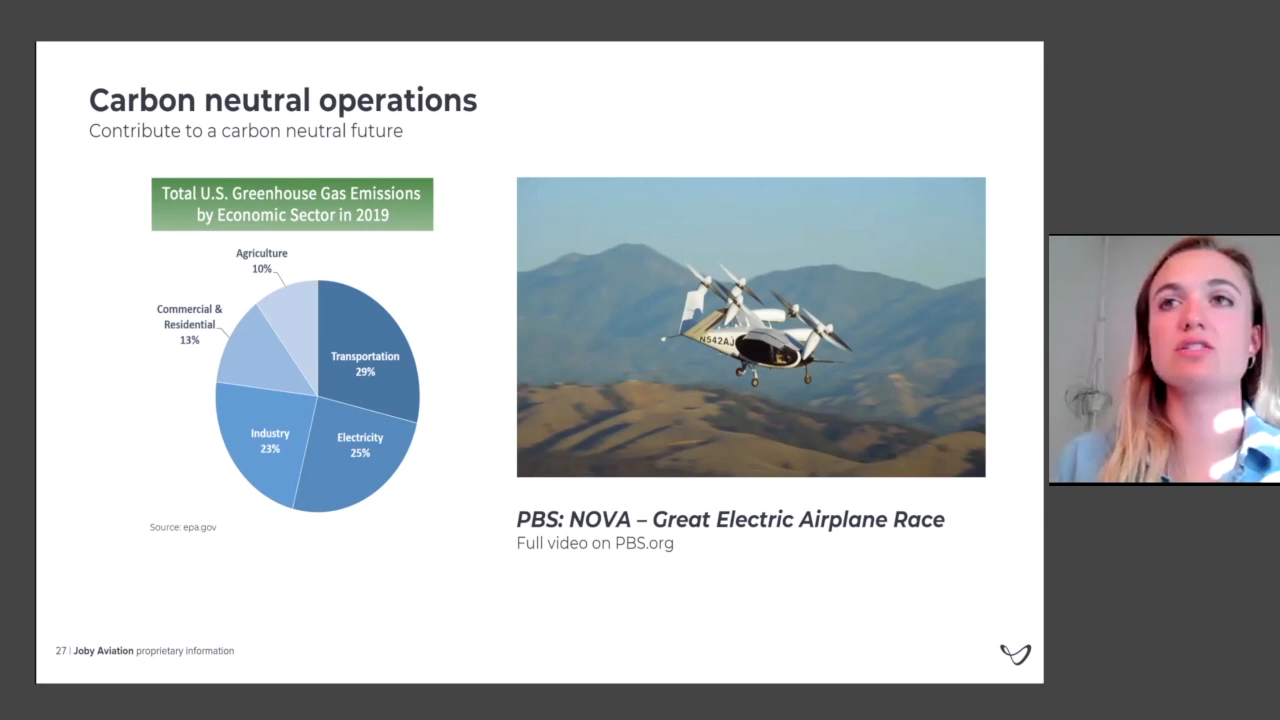 Carbon neutral operations
Contribute to a carbon neutral future
Total U.S. Greenhouse Gas Emissions
by Economic Sector in 2019
Agriculture
10%
Commercial &
Residential
13%
Transportation
29%
Industry
23%
Electricity
25%
Source: epa.gov
N542AJ
PBS: NOVA – Great Electric Airplane Race
Full video on PBS.org
27 | Joby Aviation proprietary information